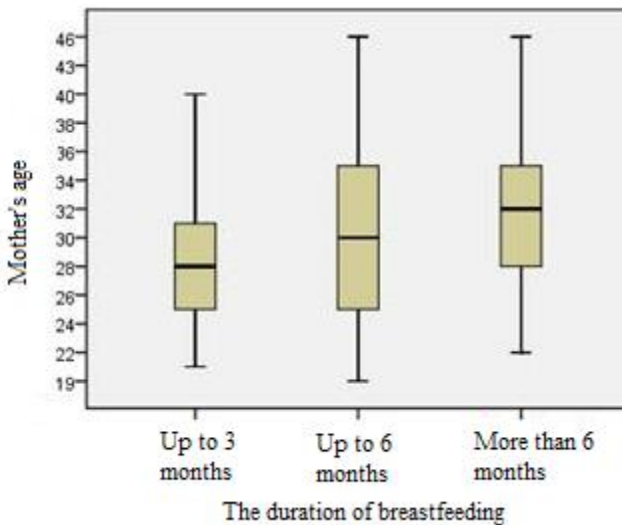 46
43
40
38
36
34
32
30
28
26
24
22
19
Mother's age
Up to 3
months
Up to 6
months
More than 6
months
The duration of breastfeeding